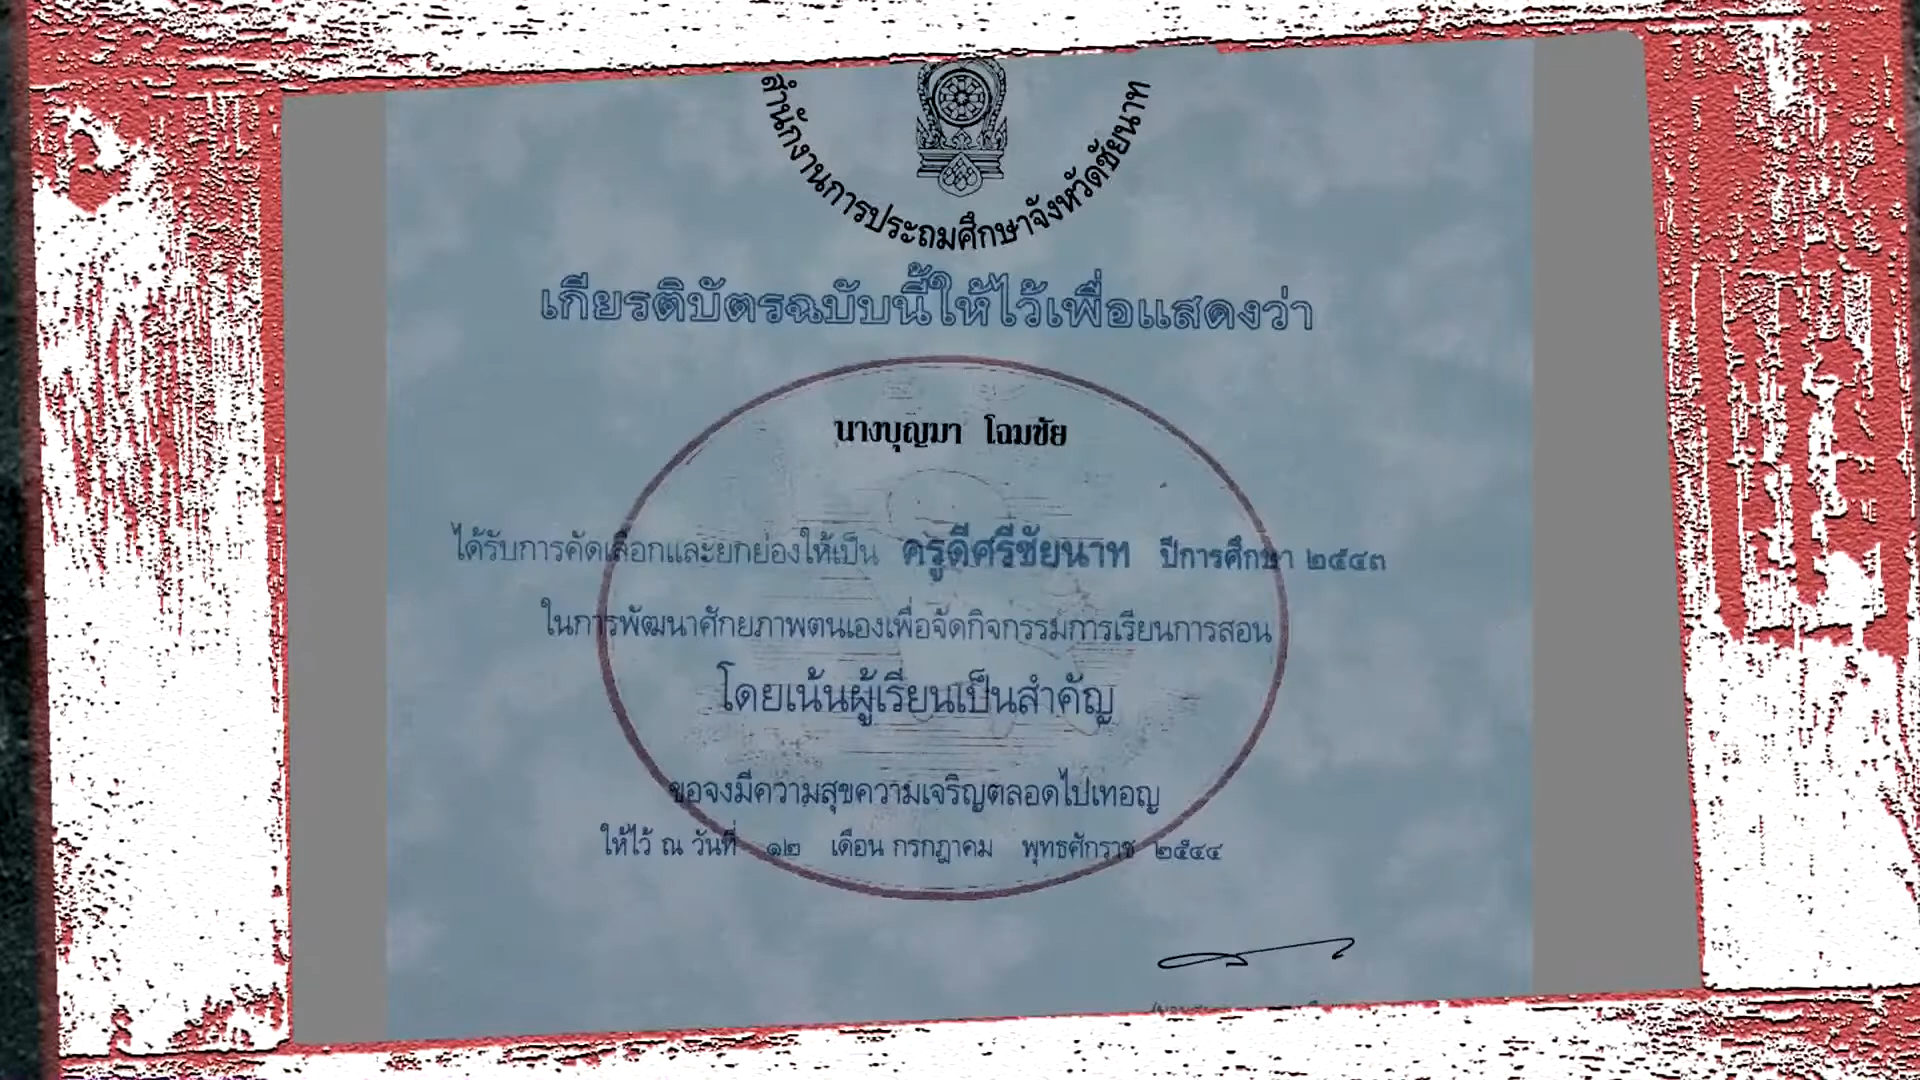 สำนักงานการประถมศึกษาจังหวัดชัยนาท
เกียรติบัตรฉบับนี้ให้ไว้เพื่อแสดงว่า
นางบุญมา โฉมชัย
ได้รับการคัดเลือกและยกย่องให้เป็น ครูดีศรีชัยนาท ปีการศึกษา ๒๕๔๓
ในการพัฒนาศักยภาพตนเองเพื่อจัดกิจกรรมการเรียนการสอน
โดยเน้นผู้เรียนเป็นสำคัญ
ขอจงมีความสุขความเจริญตลอดไปเทอญ
ให้ไว้ ณ วันที่ ๑๒ เดือน กรกฎาคม พุทธศักราช ๒๕๔๔